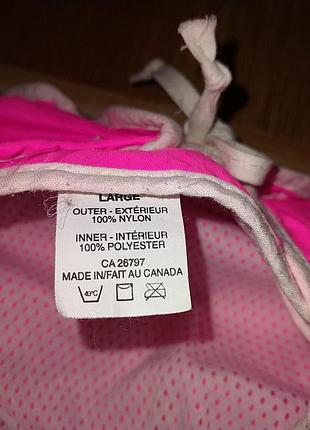 LARGE
OUTER - EXTÉRIEUR
100% NYLON
INNER - INTÉRIEUR
100% POLYESTER
CA 26797
MADE IN/FAIT AU CANADA
40°C